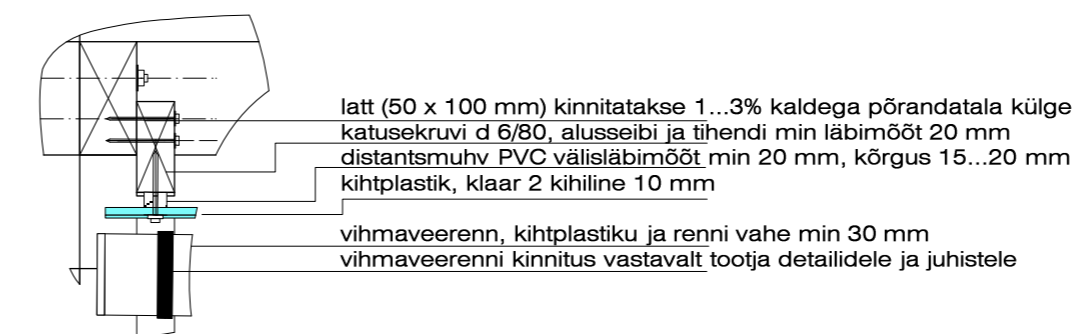 latt (50 x 100 mm) kinnitatakse 1...3% kaldega põrandatala külge
katusekruvi d 6/80, alusseibi ja tihendi min läbimõõt 20 mm
distantsmuhv PVC välisläbimõõt min 20 mm, kõrgus 15...20 mm
kihtplastik, klaar 2 kihiline 10 mm
vihmaveerenn, kihtplastiku ja renni vahe min 30 mm
vihmaveerenni kinnitus vastavalt tootja detailidele ja juhistele